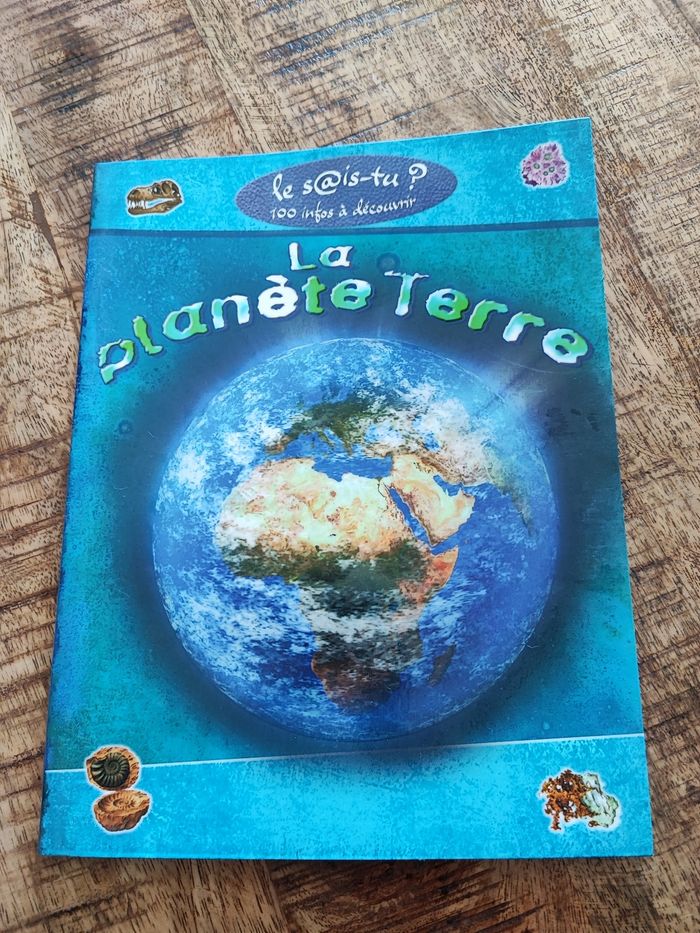 le s@is-tu ?
100 infos à découvrir
La
planète Terre